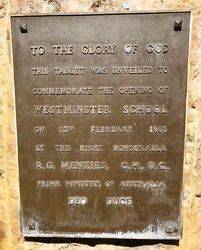 TO THE GLORY OF GOD
THIS TABLET WAS UNVEILED TO
COMMEMORATE THE OPENING OF
WESTMINSTER SCHOOL
ON 12TH FEBRUARY
BY THE RIGHT HONOURABLE
R.G. MENZIES, C.H., Q.C.,
PRIME MINISTER OF AUSTRALIA
DEO DUCE